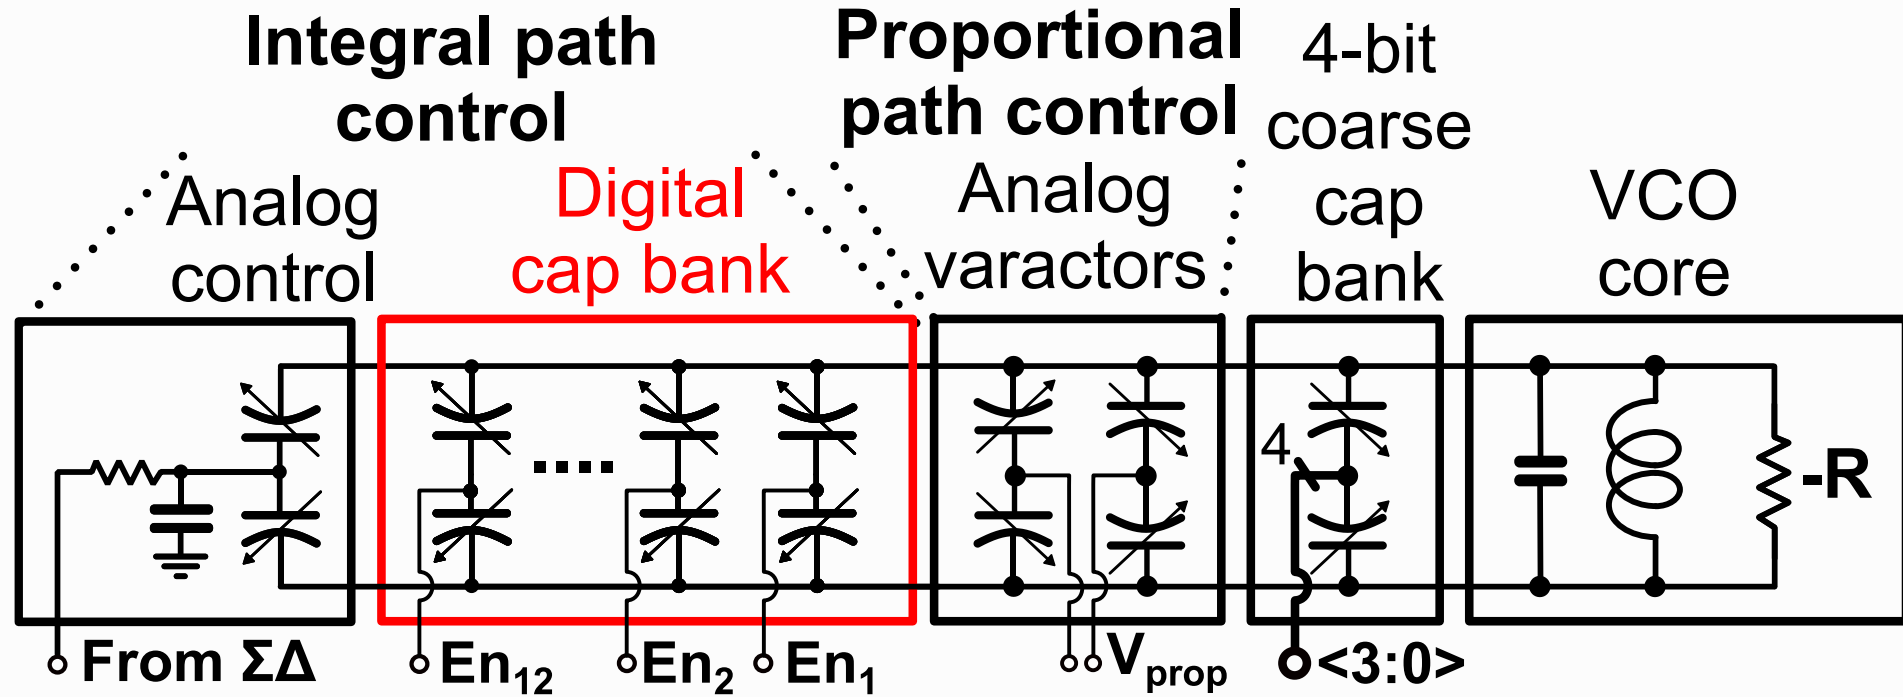 Integral path
control
Proportional
path control
4-bit
coarse
cap
bank
Analog
control
Digital
cap bank
Analog
varactors
VCO
core
4
-R
From ΣΔ
En12
En2
En1
Vprop
<3:0>